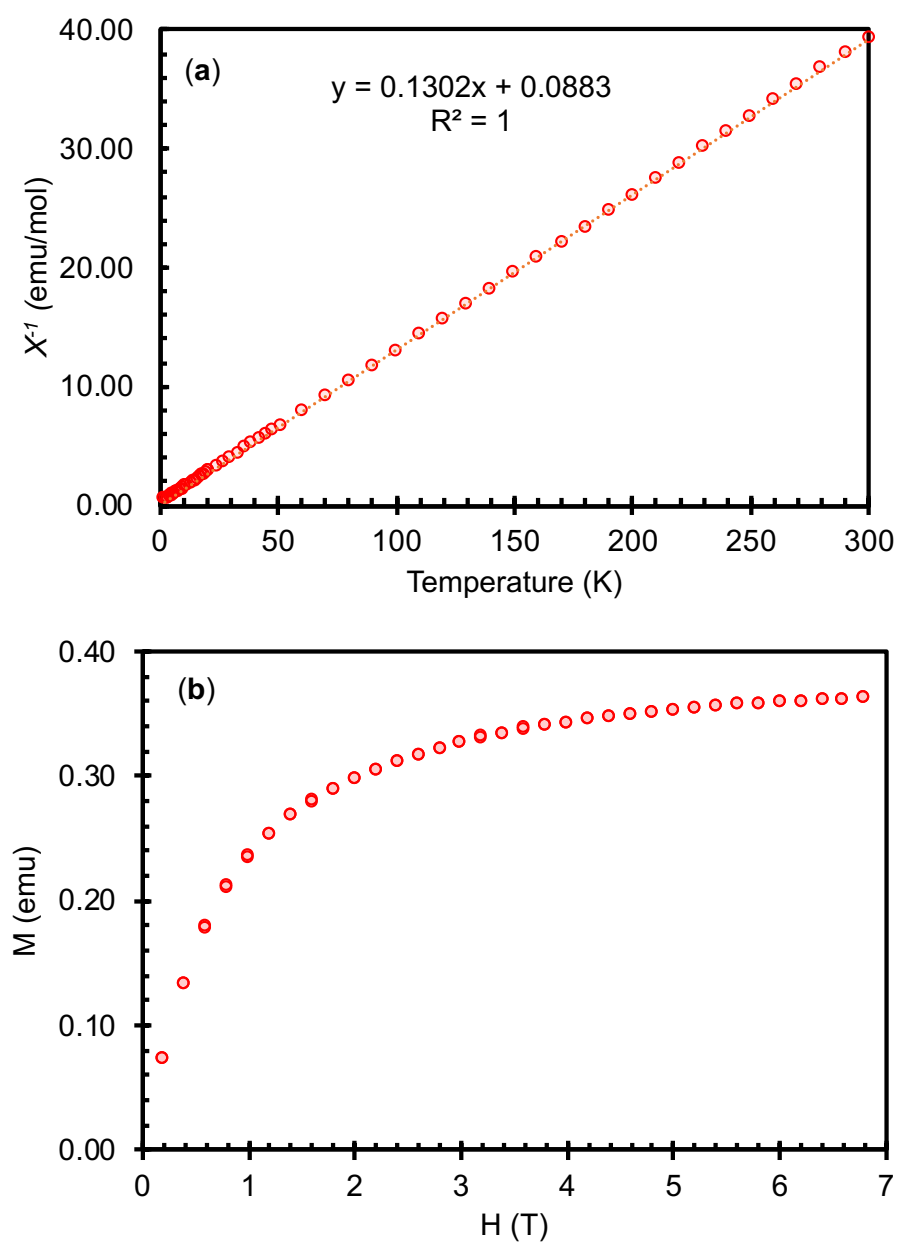 (a)
y = 0.1302x + 0.0883
R² = 1
40.00
30.00
20.00
10.00
0.00
X⁻¹ (emu/mol)
0 50 100 150 200 250 300
Temperature (K)
(b)
0.40
0.30
0.20
0.10
0.00
M (emu)
0 1 2 3 4 5 6 7
H (T)